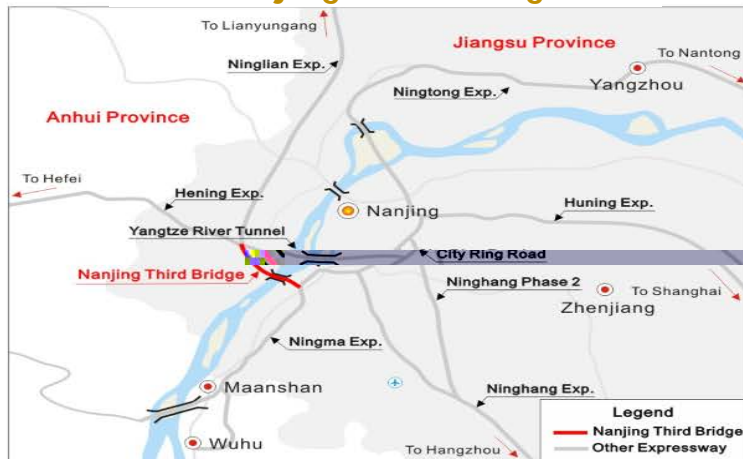 To Lianyungang
Jiangsu Province
To Nantong
Ninglian Exp.
Yangzhou
Ningtong Exp.
Anhui Province
To Hefei
Hening Exp.
Nanjing
Huning Exp.
Yangtze River Tunnel
City Ring Road
Nanjing Third Bridge
Ninghang Phase 2
To Shanghai
Zhenjiang
Ningma Exp.
Maanshan
Ninghang Exp.
Legend
Nanjing Third Bridge
Other Expressway
Wuhu
To Hangzhou